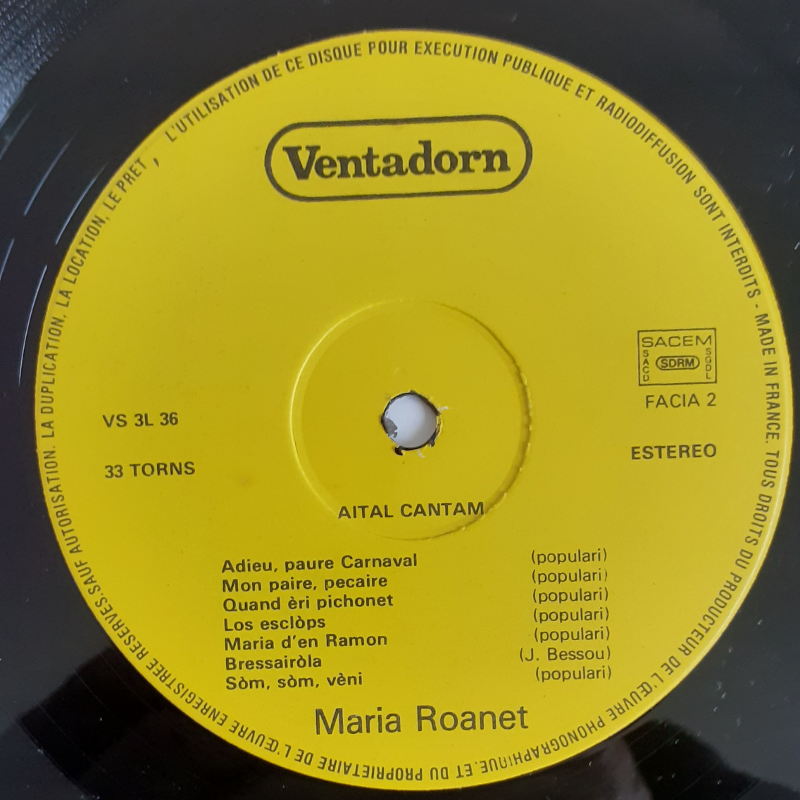 L'UTILISATION DE CE DISQUE POUR EXECUTION PUBLIQUE ET RADIODIFFUSION SONT INTERDITS - MADE IN FRANCE. TOUS DROITS DU PRODUCTEUR DE L'ŒUVRE PHONOGRAPHIQUE.ET DU PROPRIETAIRE DE L'ŒUVRE ENREGISTREE RESERVES.SAUF AUTORISATION. LA DUPLICATION. LA LOCATION, LE PRET,
Ventadorn
SACEM
SACD SDRM SGDL
FACIA 2
VS 3L 36
ESTEREO
33 TORNS
AITAL CANTAM
Adieu, paure Carnaval (populari)
Mon paire, pecaire (populari)
Quand èri pichonet (populari)
Los esclòps (populari)
Maria d'en Ramon (populari)
Bressairòla (J. Bessou)
Sòm, sòm, vèni (populari)
Maria Roanet